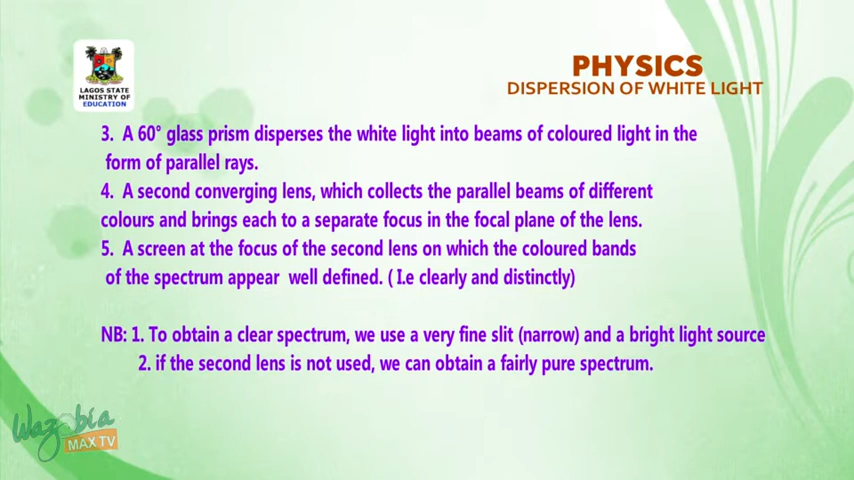 LAGOS STATE
MINISTRY OF
EDUCATION
PHYSICS
DISPERSION OF WHITE LIGHT
3. A 60° glass prism disperses the white light into beams of coloured light in the
form of parallel rays.
4. A second converging lens, which collects the parallel beams of different
colours and brings each to a separate focus in the focal plane of the lens.
5. A screen at the focus of the second lens on which the coloured bands
of the spectrum appear well defined. ( I.e clearly and distinctly)
NB: 1. To obtain a clear spectrum, we use a very fine slit (narrow) and a bright light source
2. if the second lens is not used, we can obtain a fairly pure spectrum.
Wazobia
MAX TV